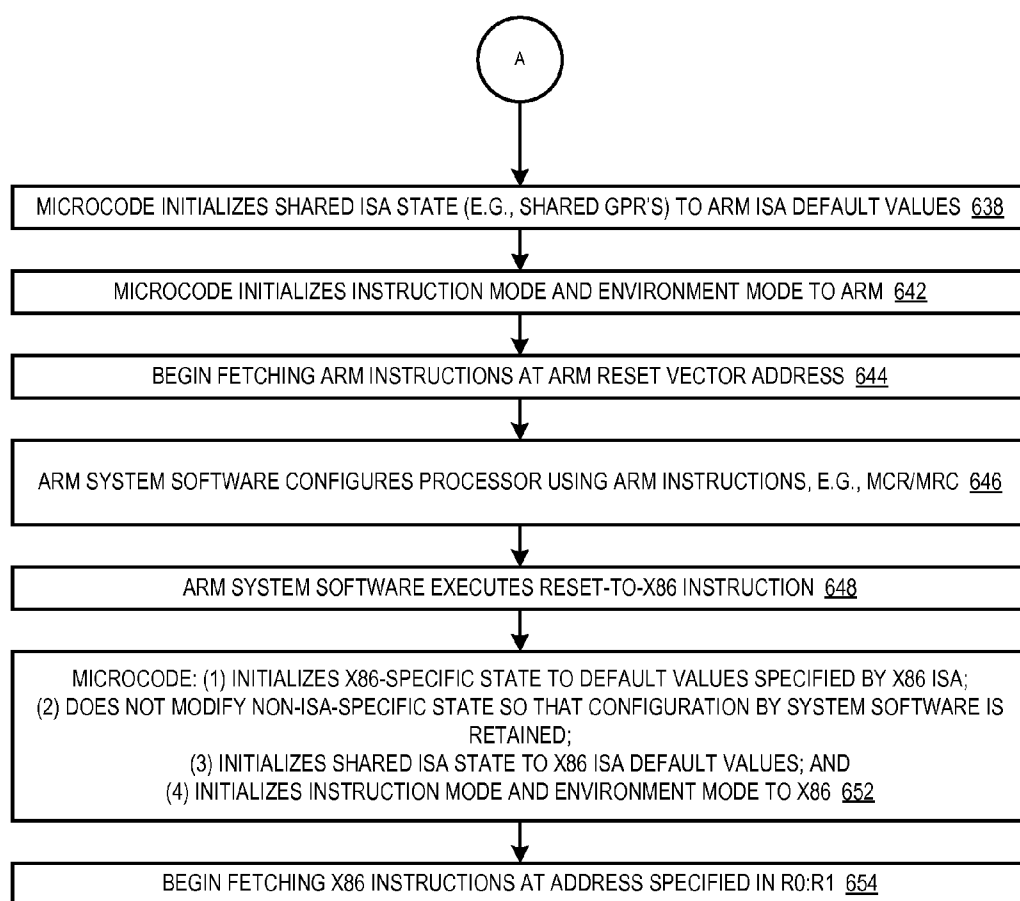 A
MICROCODE INITIALIZES SHARED ISA STATE (E.G., SHARED GPR'S) TO ARM ISA DEFAULT VALUES 638
MICROCODE INITIALIZES INSTRUCTION MODE AND ENVIRONMENT MODE TO ARM 642
BEGIN FETCHING ARM INSTRUCTIONS AT ARM RESET VECTOR ADDRESS 644
ARM SYSTEM SOFTWARE CONFIGURES PROCESSOR USING ARM INSTRUCTIONS, E.G., MCR/MRC 646
ARM SYSTEM SOFTWARE EXECUTES RESET-TO-X86 INSTRUCTION 648
MICROCODE: (1) INITIALIZES X86-SPECIFIC STATE TO DEFAULT VALUES SPECIFIED BY X86 ISA;
(2) DOES NOT MODIFY NON-ISA-SPECIFIC STATE SO THAT CONFIGURATION BY SYSTEM SOFTWARE IS
RETAINED;
(3) INITIALIZES SHARED ISA STATE TO X86 ISA DEFAULT VALUES; AND
(4) INITIALIZES INSTRUCTION MODE AND ENVIRONMENT MODE TO X86 652
BEGIN FETCHING X86 INSTRUCTIONS AT ADDRESS SPECIFIED IN R0:R1 654